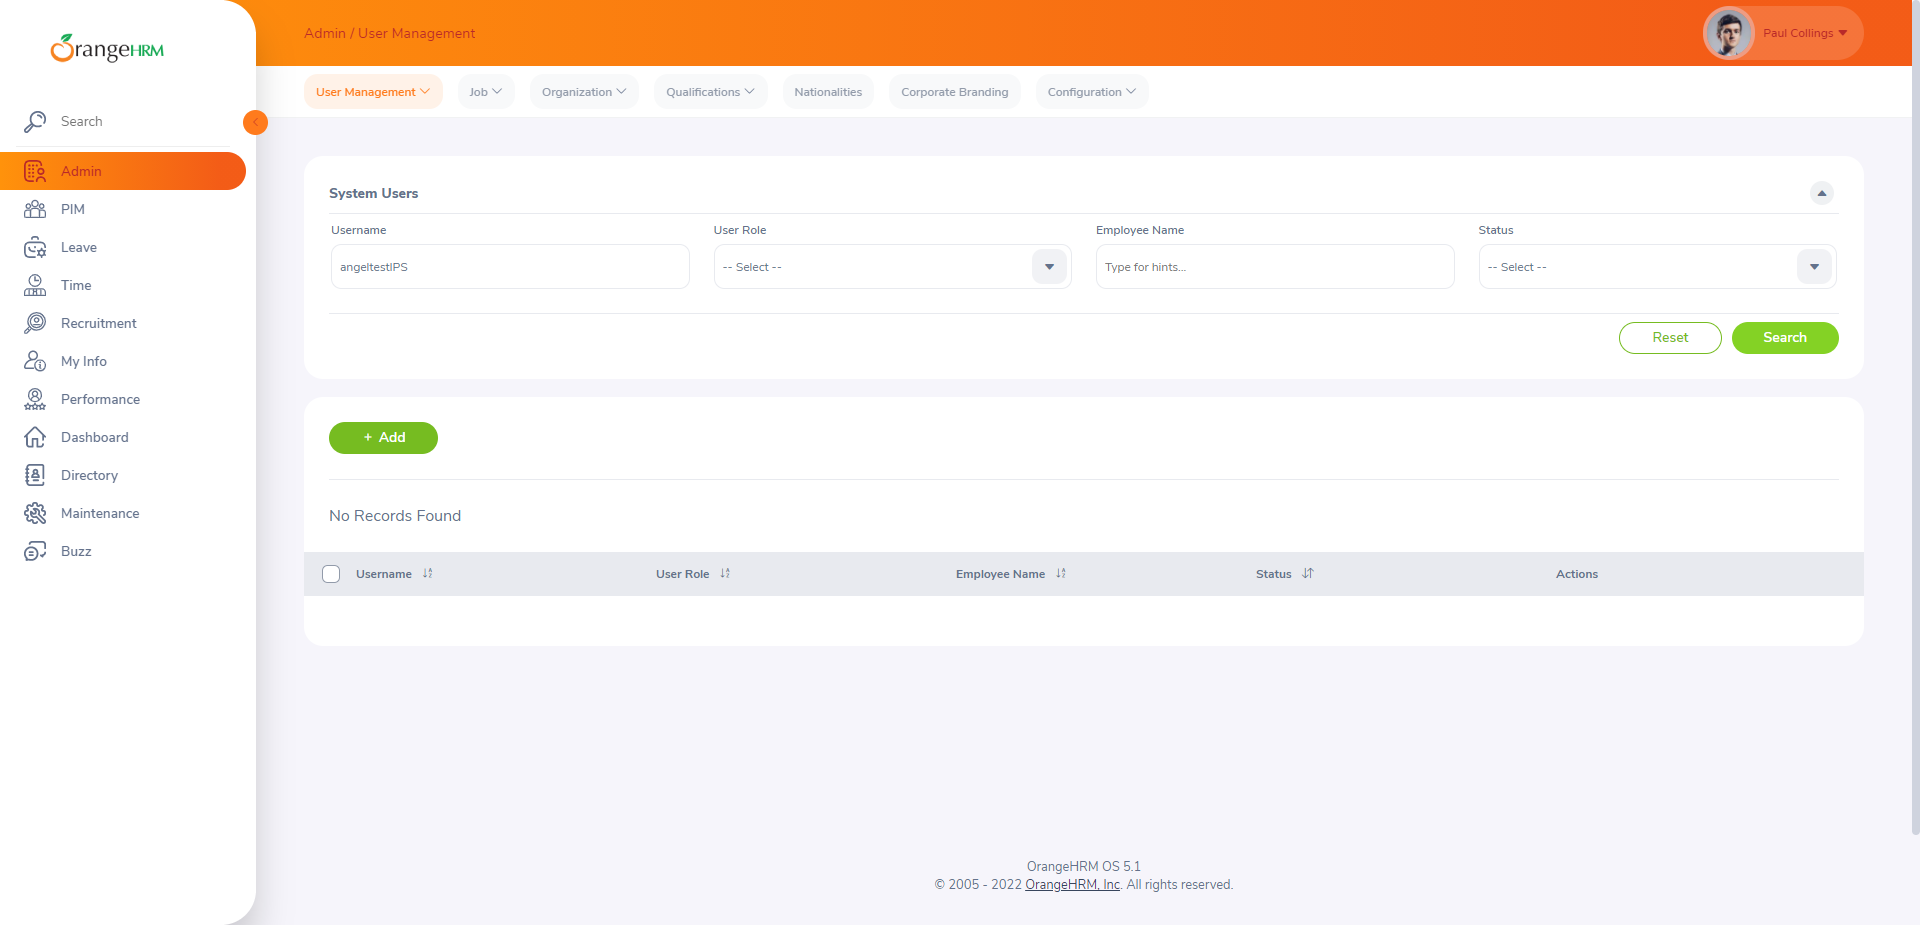 OrangeHRM
Admin / User Management
Paul Collings
User Management
Job
Organization
Qualifications
Nationalities
Corporate Branding
Configuration
Search
Admin
PIM
Leave
Time
Recruitment
My Info
Performance
Dashboard
Directory
Maintenance
Buzz
System Users
Username
User Role
Employee Name
Status
angeltestIPS
-- Select --
Type for hints...
-- Select --
Reset
Search
+ Add
No Records Found
Username
User Role
Employee Name
Status
Actions
OrangeHRM OS 5.1
© 2005 - 2022 OrangeHRM, Inc. All rights reserved.